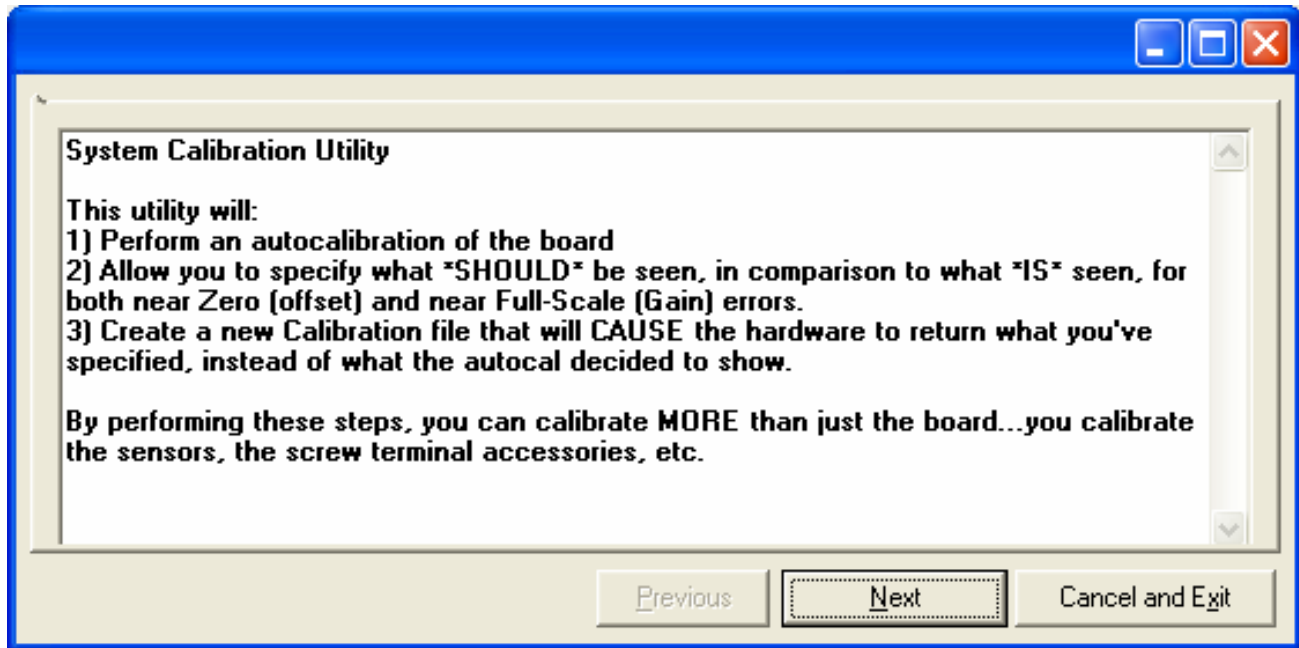 System Calibration Utility
This utility will:
1) Perform an autocalibration of the board
2) Allow you to specify what *SHOULD* be seen, in comparison to what *IS* seen, for
both near Zero (offset) and near Full-Scale (Gain) errors.
3) Create a new Calibration file that will CAUSE the hardware to return what you've
specified, instead of what the autocal decided to show.
By performing these steps, you can calibrate MORE than just the board...you calibrate
the sensors, the screw terminal accessories, etc.
Previous
Next
Cancel and Exit